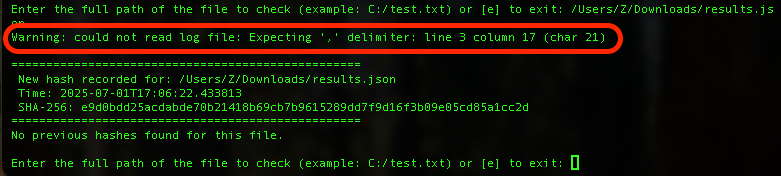 Enter the full path of the file to check (example: C:/test.txt) or [e] to exit: /Users/Z/Downloads/results.js
on
Warning: could not read log file: Expecting ',' delimiter: line 3 column 17 (char 21)
==================================================
New hash recorded for: /Users/Z/Downloads/results.json
Time: 2025-07-01T17:06:22.433813
SHA-256: e9d0bdd25acdabde70b21418b69cb7b9615289dd7f9d16f3b09e05cd85a1cc2d
==================================================
No previous hashes found for this file.
Enter the full path of the file to check (example: C:/test.txt) or [e] to exit: